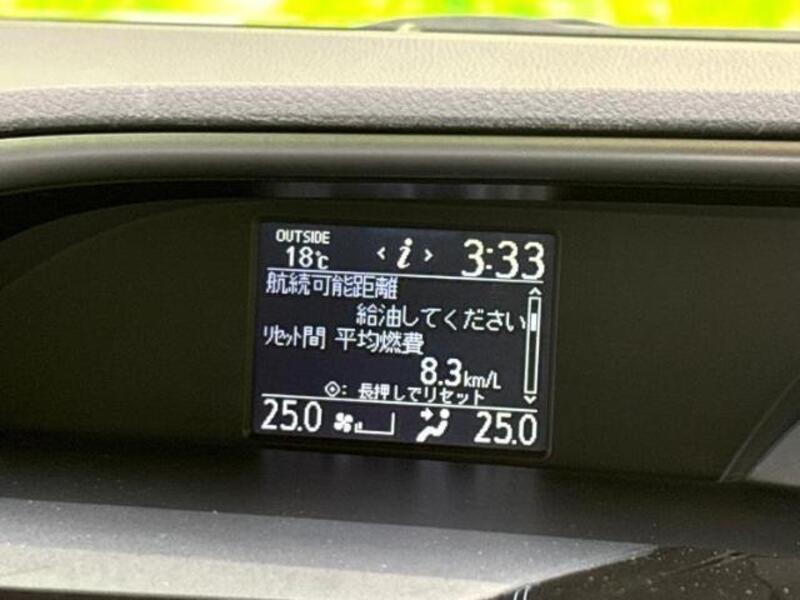 OUTSIDE
18℃ < i > 3:33
航続可能距離
給油してください
リセット間 平均燃費
8.3km/L
: 長押しでリセット
25.0 25.0